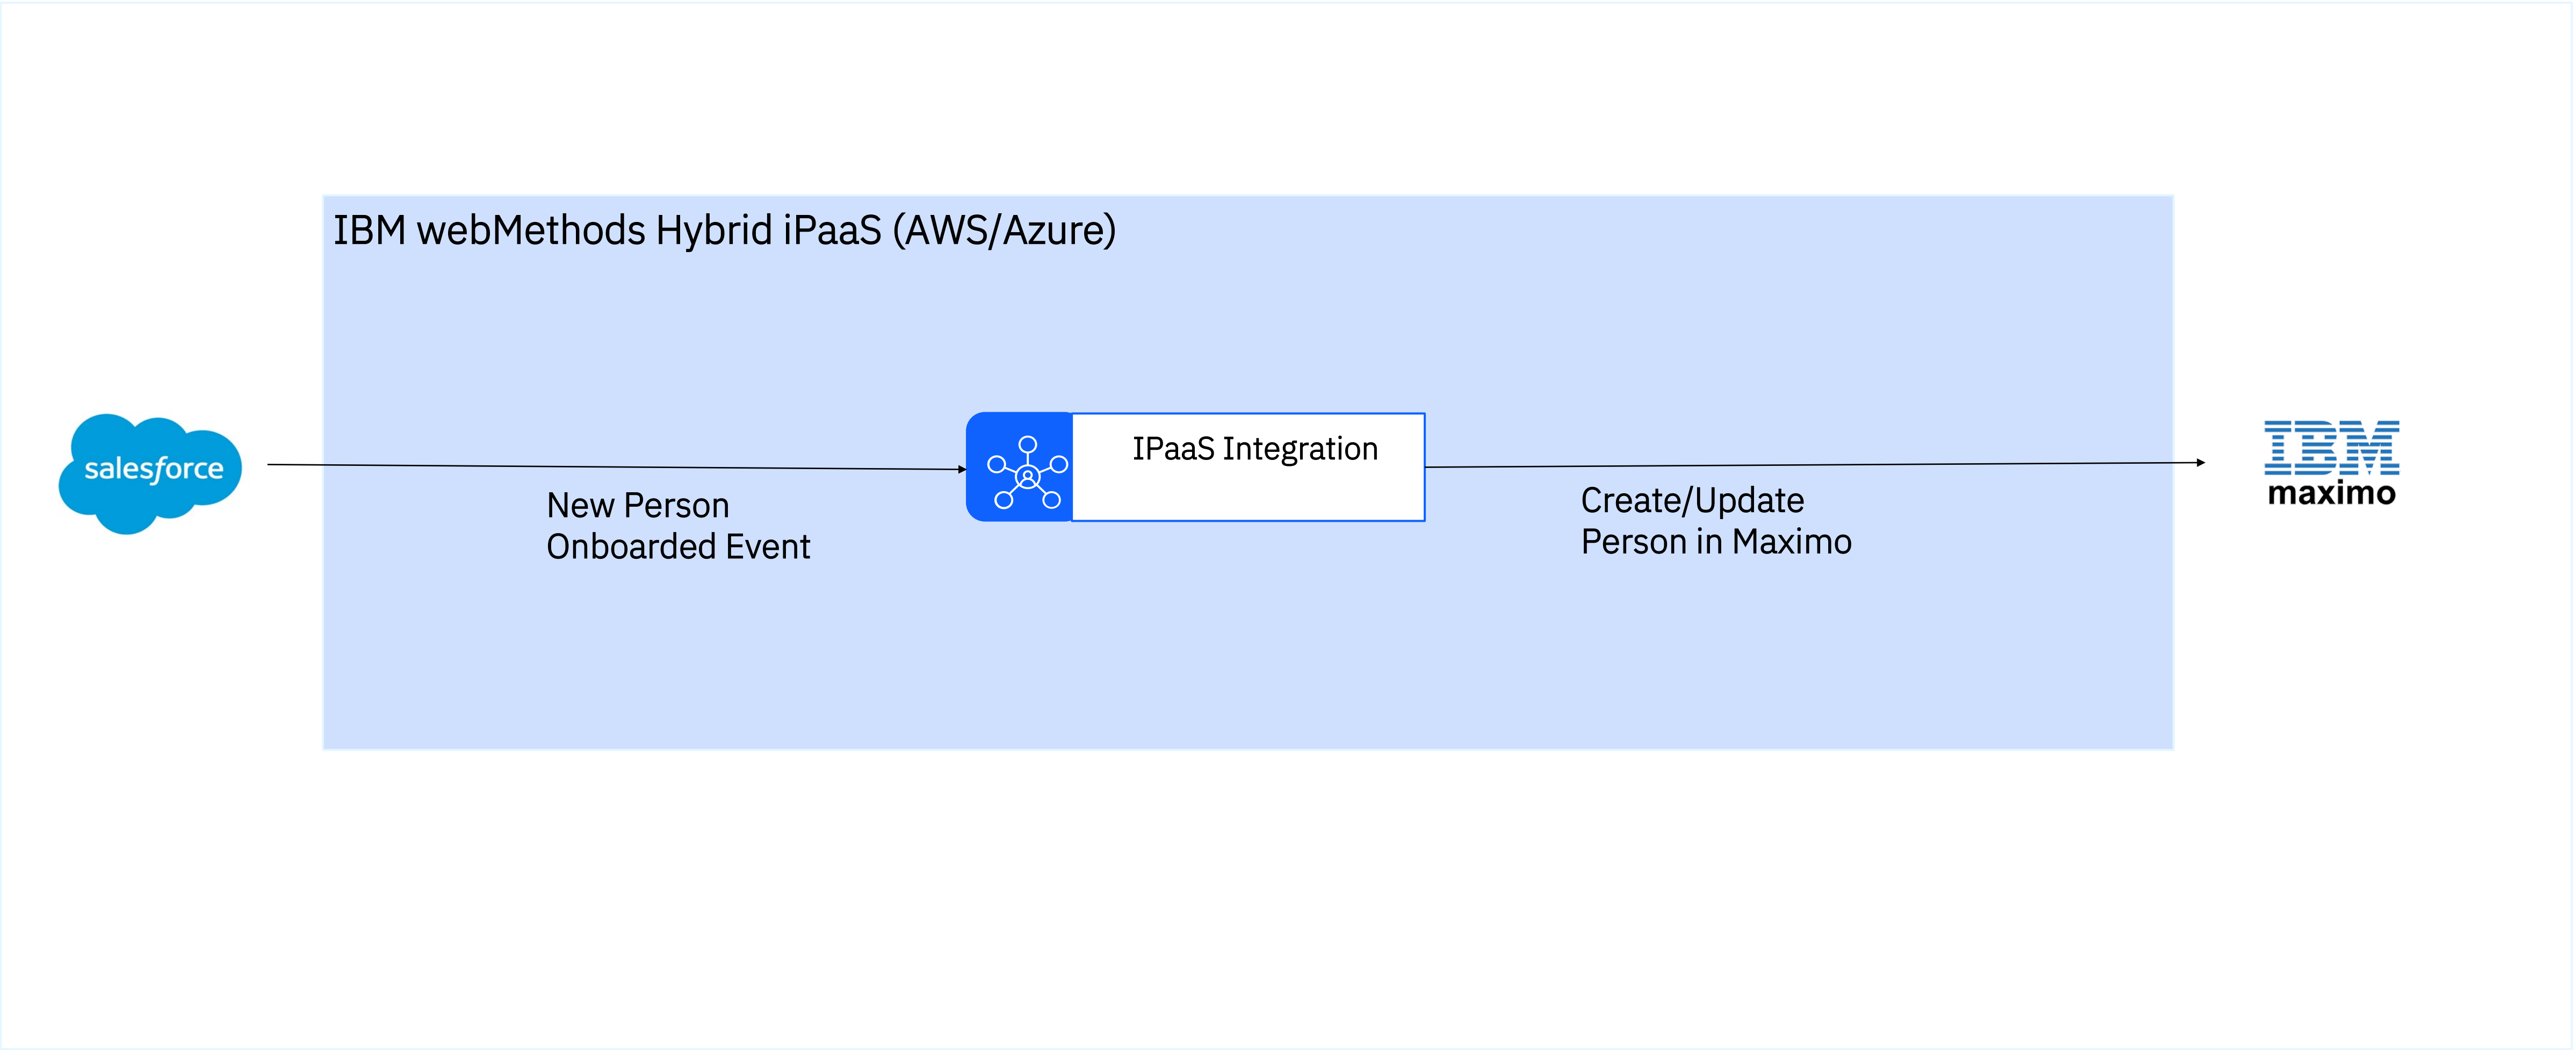 IBM webMethods Hybrid iPaaS (AWS/Azure)
salesforce
New Person
Onboarded Event
IPaaS Integration
Create/Update
Person in Maximo
IBM
maximo